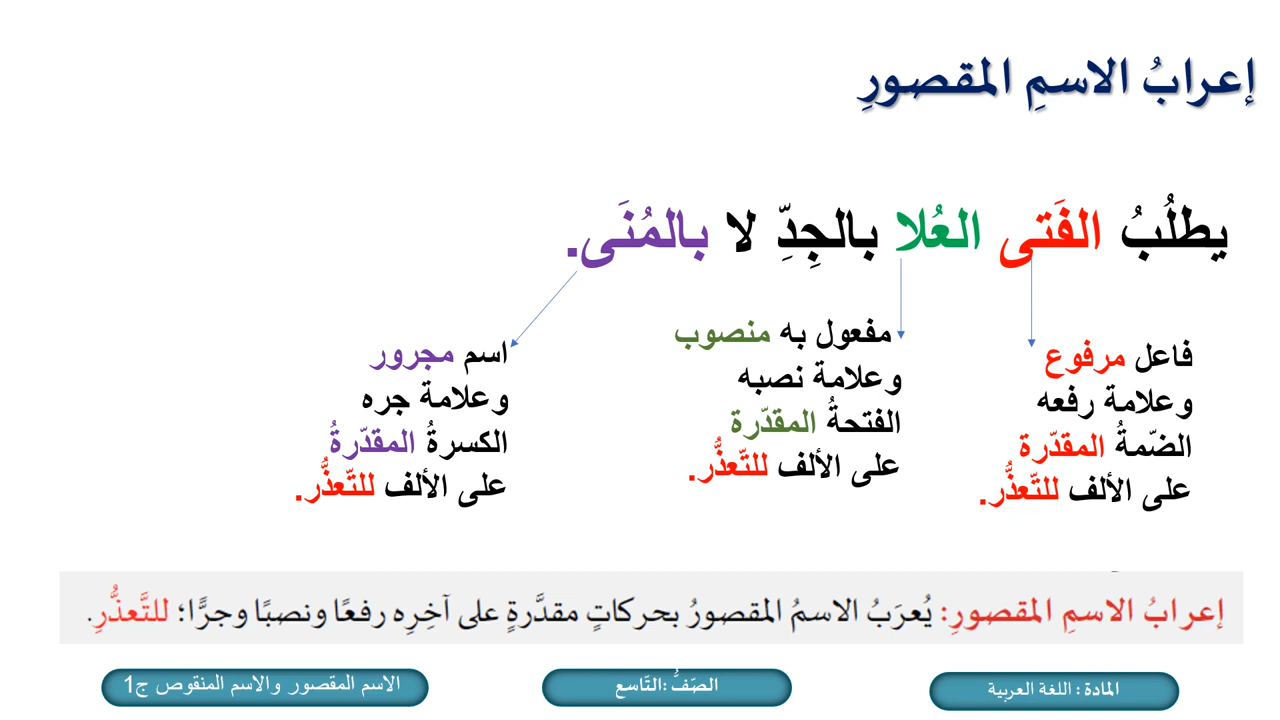 إعرابُ الاسمِ المقصورِ
يطلُبُ الفَتى العُلا بالجِدِّ لا بالمُنَى.
فاعل مرفوع
وعلامة رفعه
الضّمةُ المقدّرة
على الألف للتّعذُّر.
مفعول به منصوب
وعلامة نصبه
الفتحةُ المقدّرة
على الألف للتّعذُّر.
اسم مجرور
وعلامة جره
الكسرةُ المقدّرةُ
على الألف للتّعذُّر.
إعرابُ الاسمِ المقصورِ: يُعرَبُ الاسمُ المقصورُ بحركاتٍ مقدَّرةٍ على آخِرِه رفعًا ونصبًا وجرًّا؛ للتَّعذُّرِ.
المادة : اللغة العربية
الصّفُّ :التّاسع
الاسم المقصور والاسم المنقوص ج1